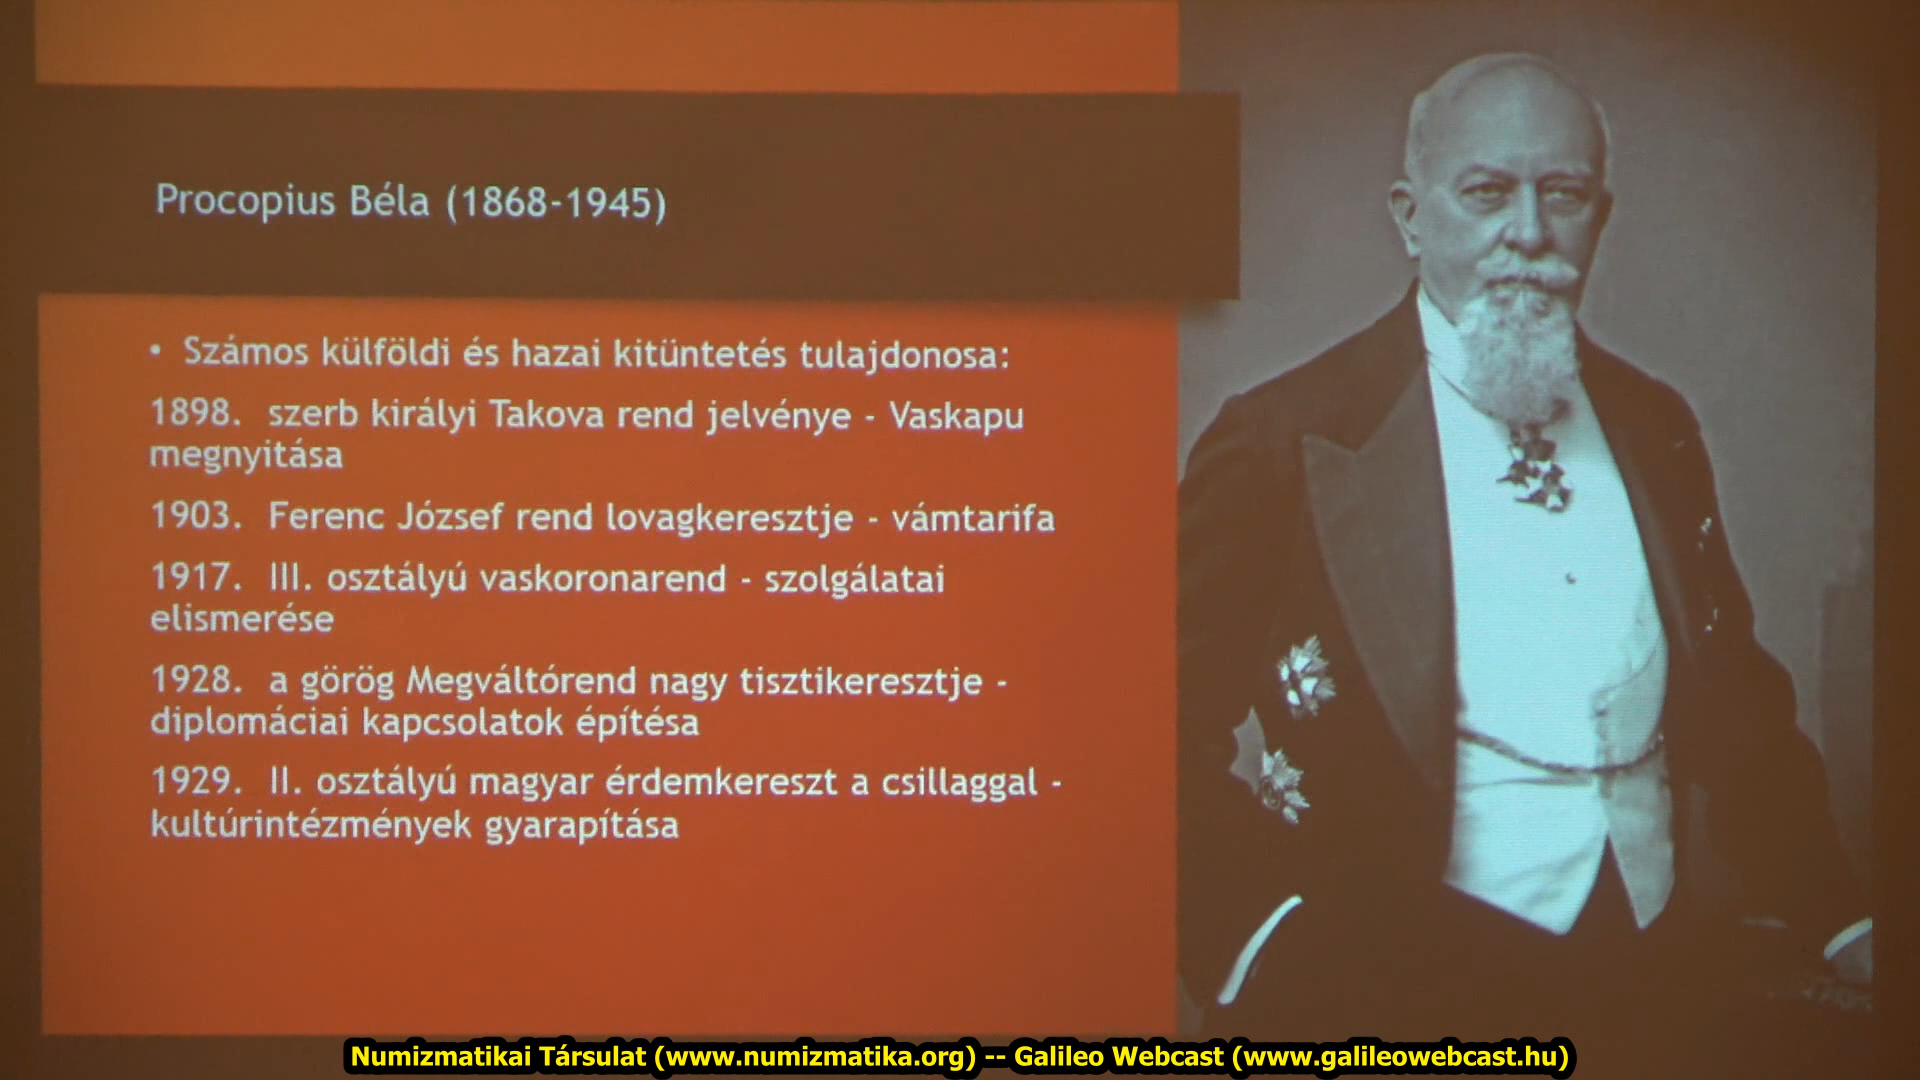 Procopius Béla (1868-1945)
• Számos külföldi és hazai kitüntetés tulajdonosa:
1898. szerb királyi Takova rend jelvénye - Vaskapu
megnyitása
1903. Ferenc József rend lovagkeresztje - vámtarifa
1917. III. osztályú vaskoronarend - szolgálatai
elismerése
1928. a görög Megváltórend nagy tisztikeresztje -
diplomáciai kapcsolatok építésa
1929. II. osztályú magyar érdemkereszt a csillaggal -
kultúrintézmények gyarapítása
Numizmatikai Társulat (www.numizmatika.org) -- Galileo Webcast (www.galileowebcast.hu)